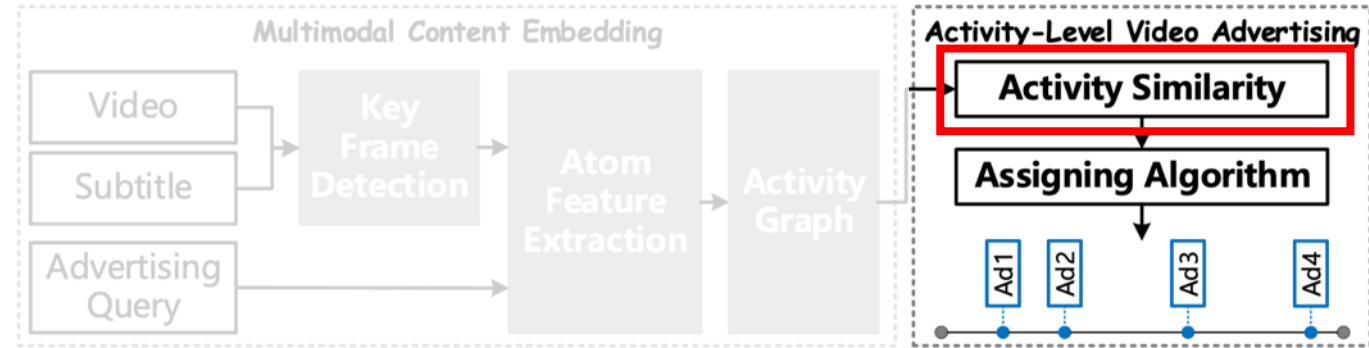 Multimodal Content Embedding
Video
Subtitle
Advertising
Query
Key
Frame
Detection
Atom
Feature
Extraction
Activity
Graph
Activity-Level Video Advertising
Activity Similarity
Assigning Algorithm
Ad1
Ad2
Ad3
Ad4